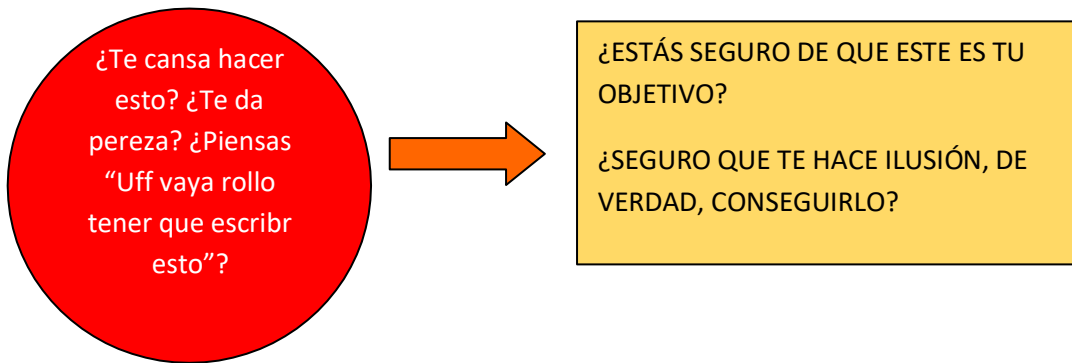 ¿Te cansa hacer
esto? ¿Te da
pereza? ¿Piensas
“Uff vaya rollo
tener que escribr
esto”?
¿ESTÁS SEGURO DE QUE ESTE ES TU
OBJETIVO?
¿SEGURO QUE TE HACE ILUSIÓN, DE
VERDAD, CONSEGUIRLO?